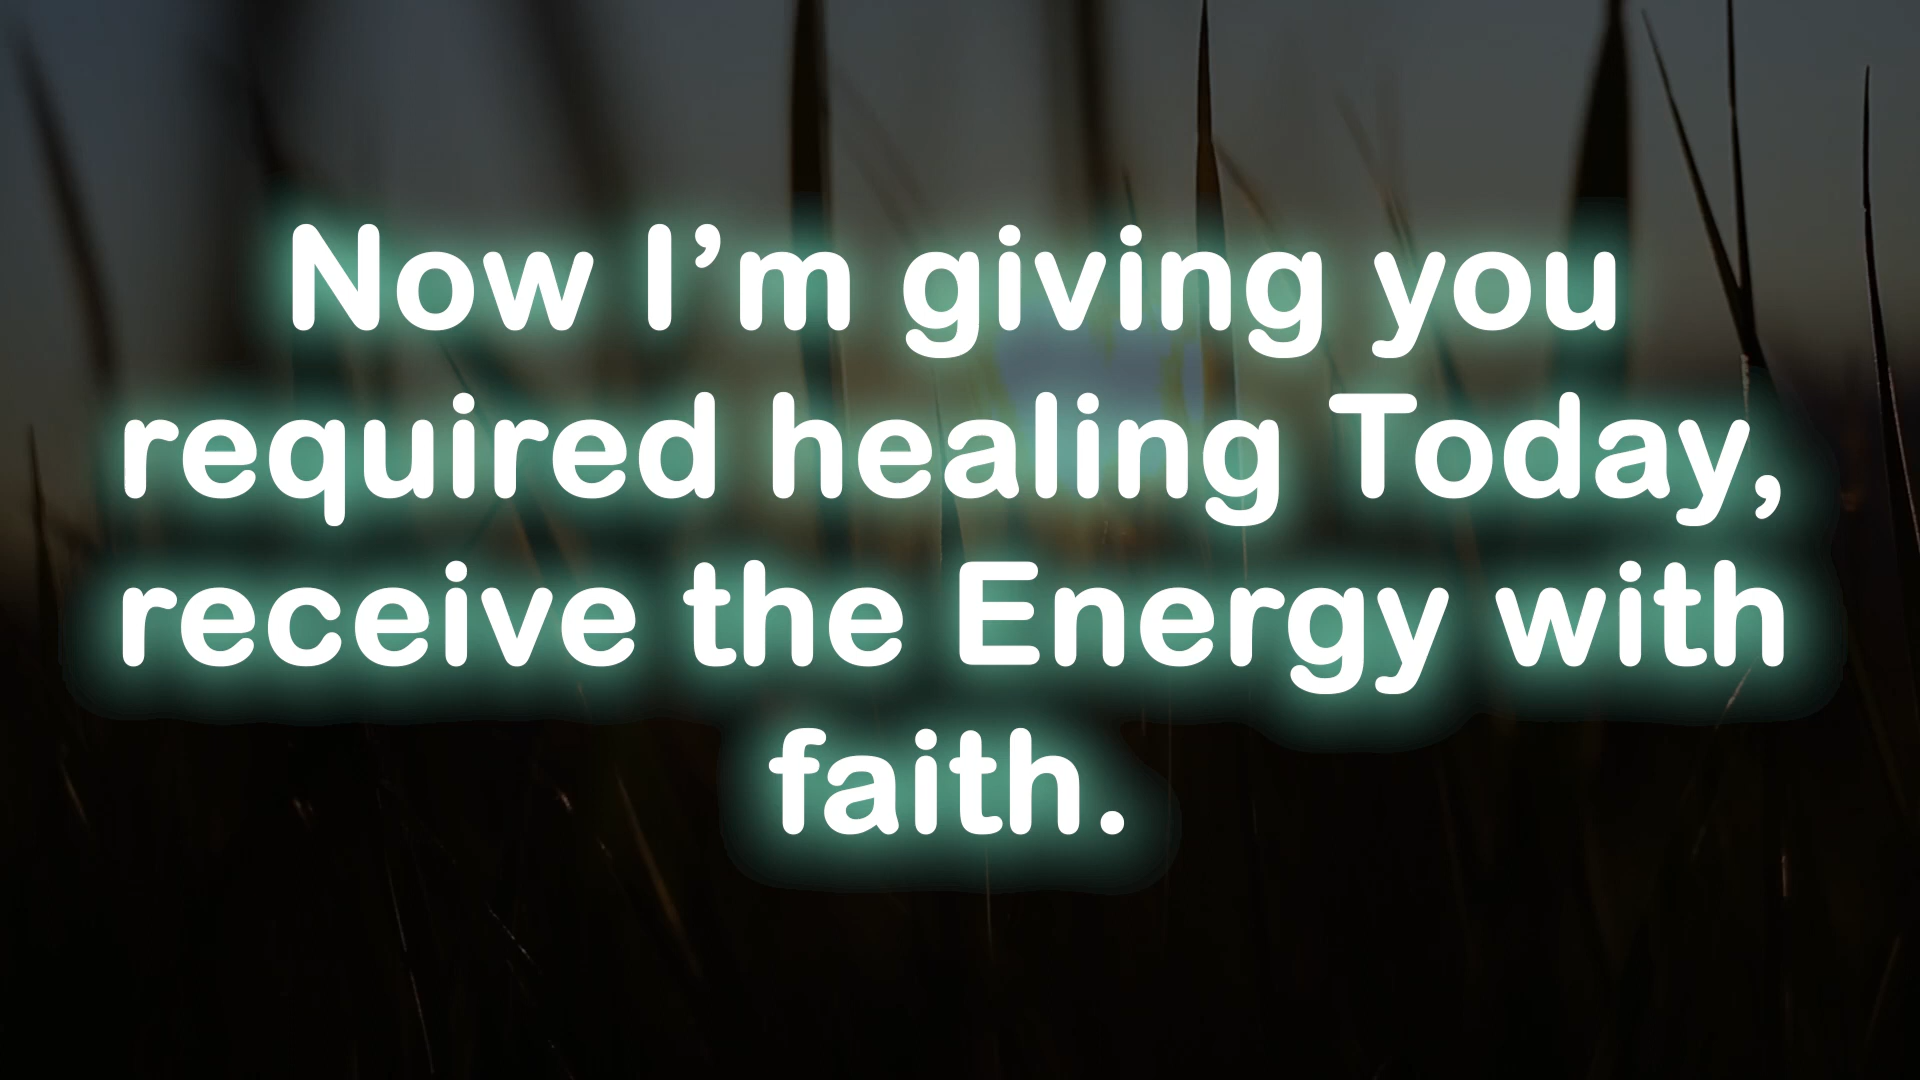 Now I’m giving you
required healing Today,
receive the Energy with
faith.